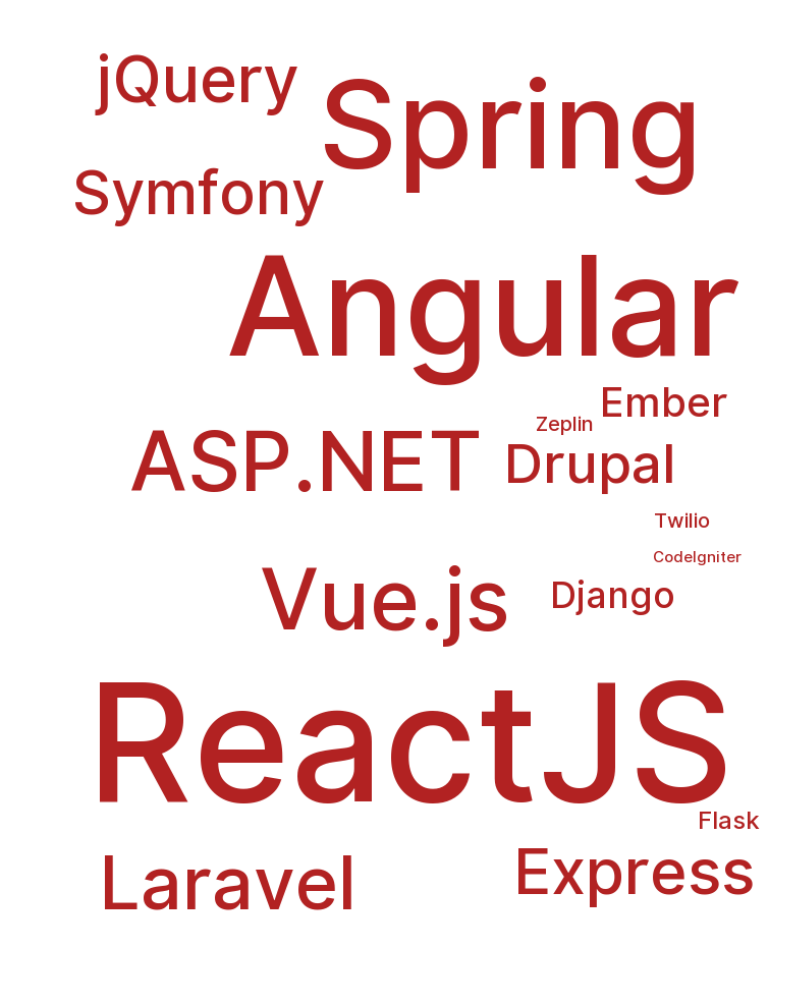 jQuery
Spring
Symfony
Angular
Ember
Zeplin
ASP.NET
Drupal
Twilio
CodeIgniter
Vue.js
Django
ReactJS
Flask
Laravel
Express